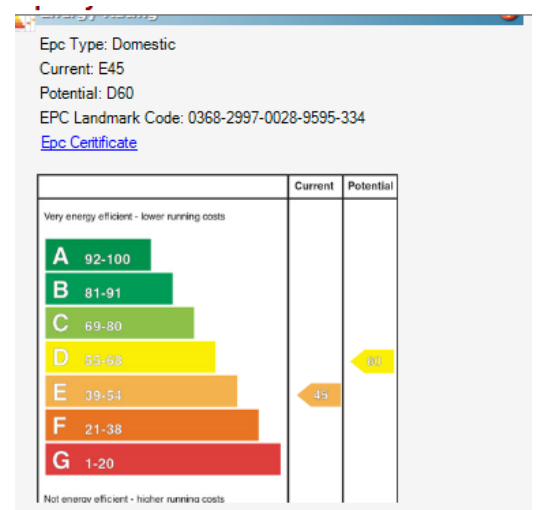 Epc Type: Domestic
Current: E45
Potential: D60
EPC Landmark Code: 0368-2997-0028-9595-334
Epc Ceritificate
Current Potential
Very energy efficient - lower running costs
A 92-100
B 81-91
C 69-80
D 55-68
60
E 39-54
45
F 21-38
G 1-20
Not energy efficient - higher running costs